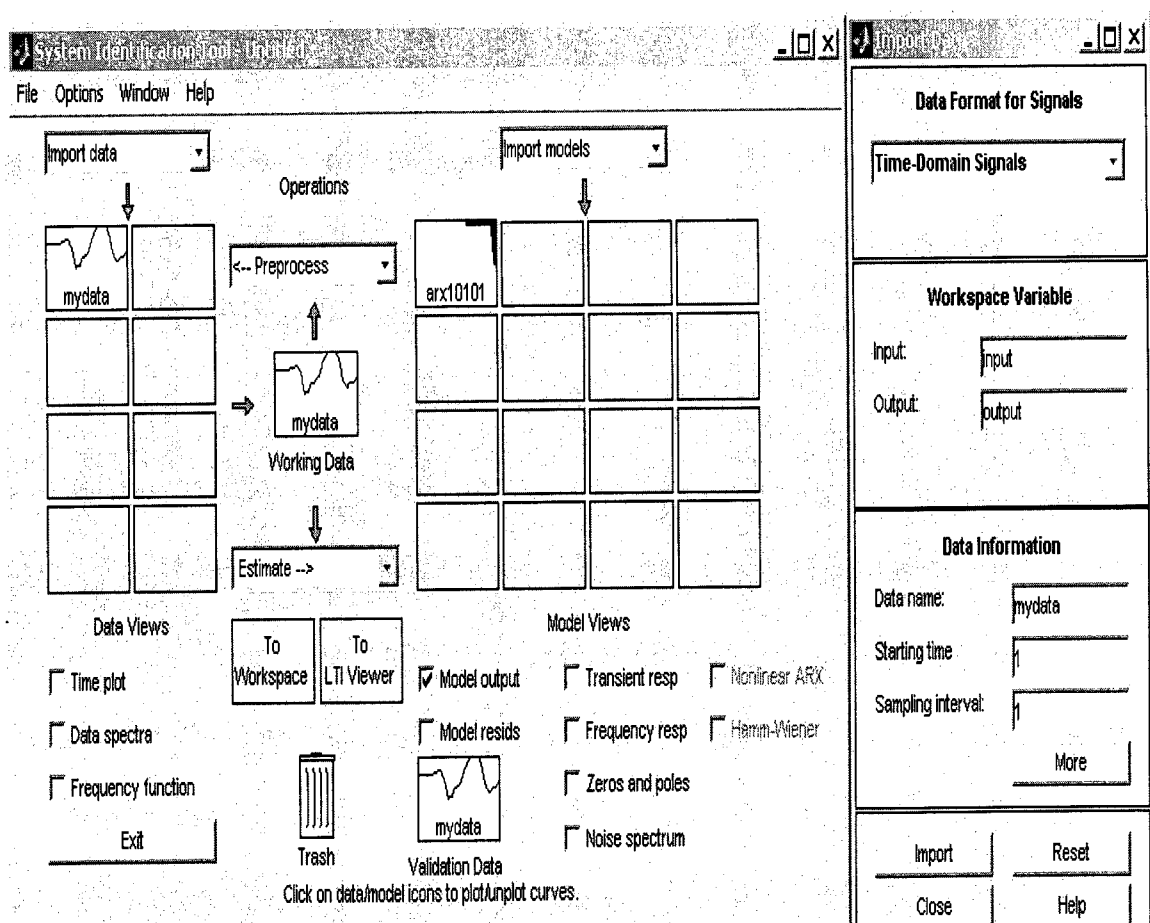 System Identification Tool - Untitled
File Options Window Help
Import data
Import models
Operations
<-- Preprocess
mydata
arx10101
mydata
Working Data
Estimate -->
Data Views
Model Views
To Workspace
To LTI Viewer
Time plot
Data spectra
Frequency function
Model output
Model resids
Transient resp
Frequency resp
Zeros and poles
Noise spectrum
Nonlinear ARX
Hamm-Wiener
Exit
Trash
mydata
Validation Data
Click on data/model icons to plot/unplot curves.
Import Data
Data Format for Signals
Time-Domain Signals
Workspace Variable
Input:
input
Output:
output
Data Information
Data name:
mydata
Starting time
1
Sampling interval:
1
More
Import
Reset
Close
Help